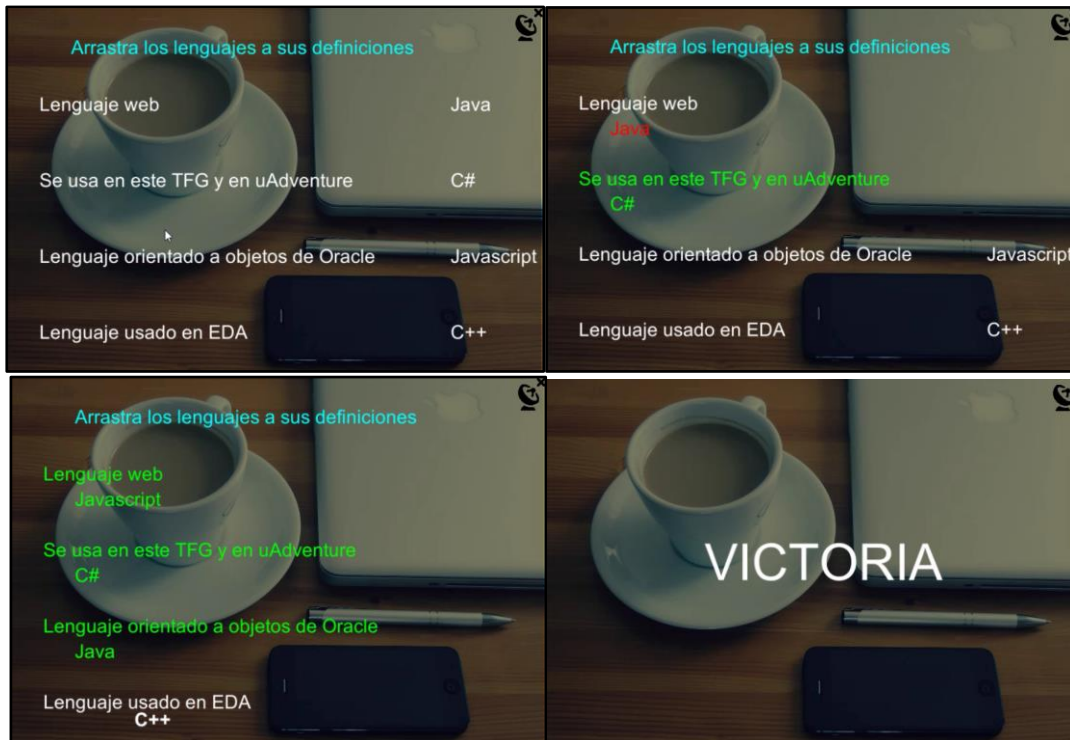 Arrastra los lenguajes a sus definiciones
Lenguaje web
Java
Se usa en este TFG y en uAdventure
C#
Lenguaje orientado a objetos de Oracle
Javascript
Lenguaje usado en EDA
C++
Arrastra los lenguajes a sus definiciones
Lenguaje web
Java
Se usa en este TFG y en uAdventure
C#
Lenguaje orientado a objetos de Oracle
Javascript
Lenguaje usado en EDA
C++
Arrastra los lenguajes a sus definiciones
Lenguaje web
Javascript
Se usa en este TFG y en uAdventure
C#
Lenguaje orientado a objetos de Oracle
Java
Lenguaje usado en EDA
C++
VICTORIA